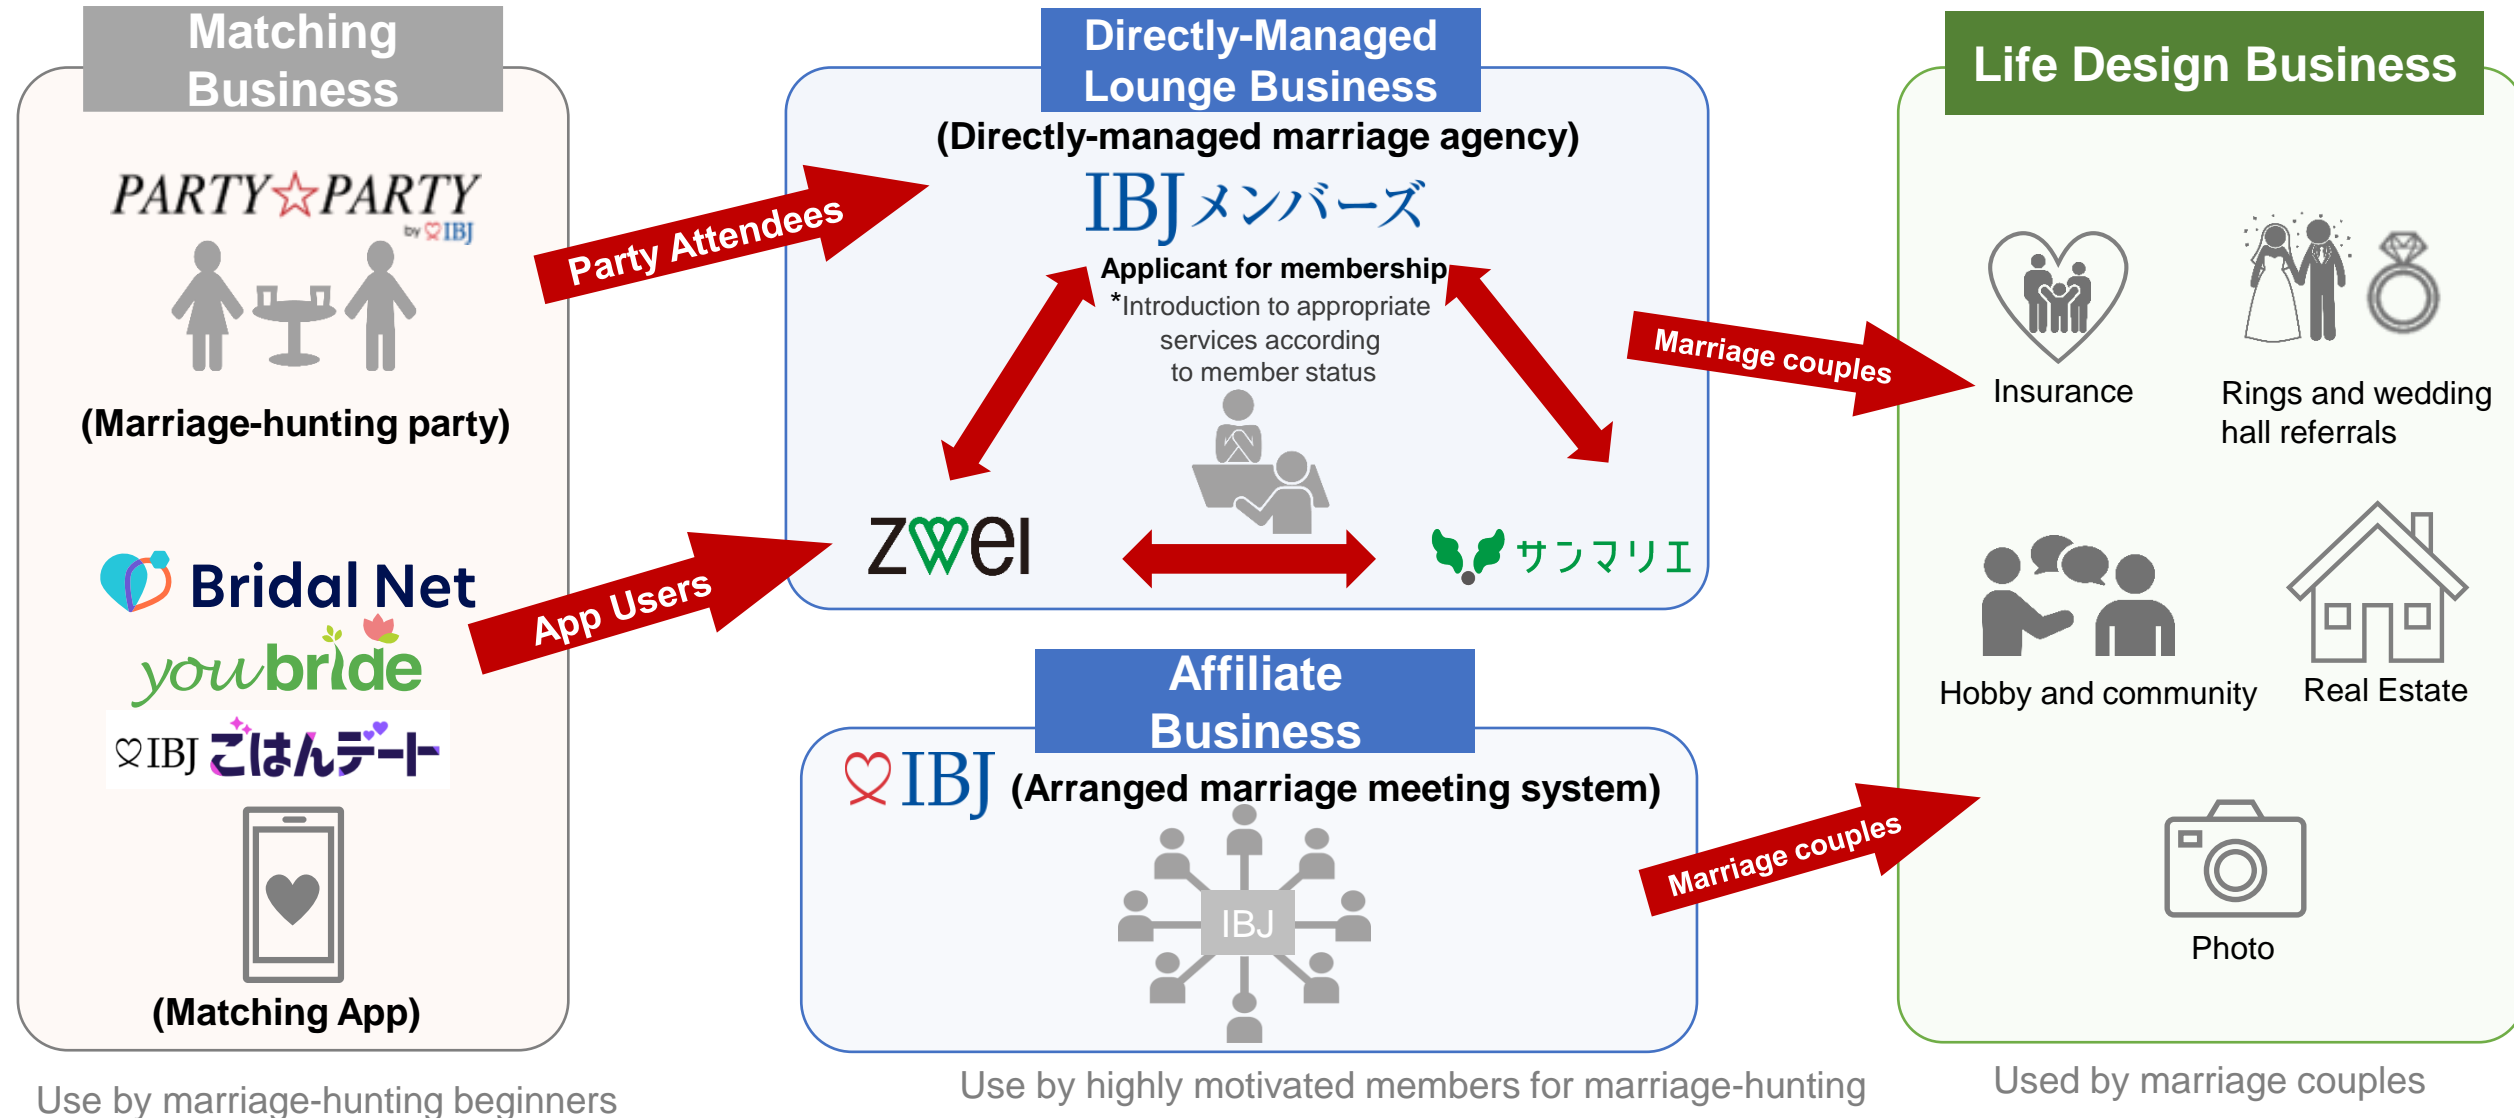 Matching
Business
PARTY☆PARTY
by IBJ
(Marriage-hunting party)
Bridal Net
youbride
IBJ ごはんデート
(Matching App)
Use by marriage-hunting beginners
Party Attendees
App Users
Directly-Managed
Lounge Business
(Directly-managed marriage agency)
IBJメンバーズ
Applicant for membership
*Introduction to appropriate
services according
to member status
zwei
サンマリエ
Affiliate
Business
IBJ (Arranged marriage meeting system)
IBJ
Use by highly motivated members for marriage-hunting
Marriage couples
Marriage couples
Life Design Business
Insurance
Rings and wedding
hall referrals
Hobby and community
Real Estate
Photo
Used by marriage couples